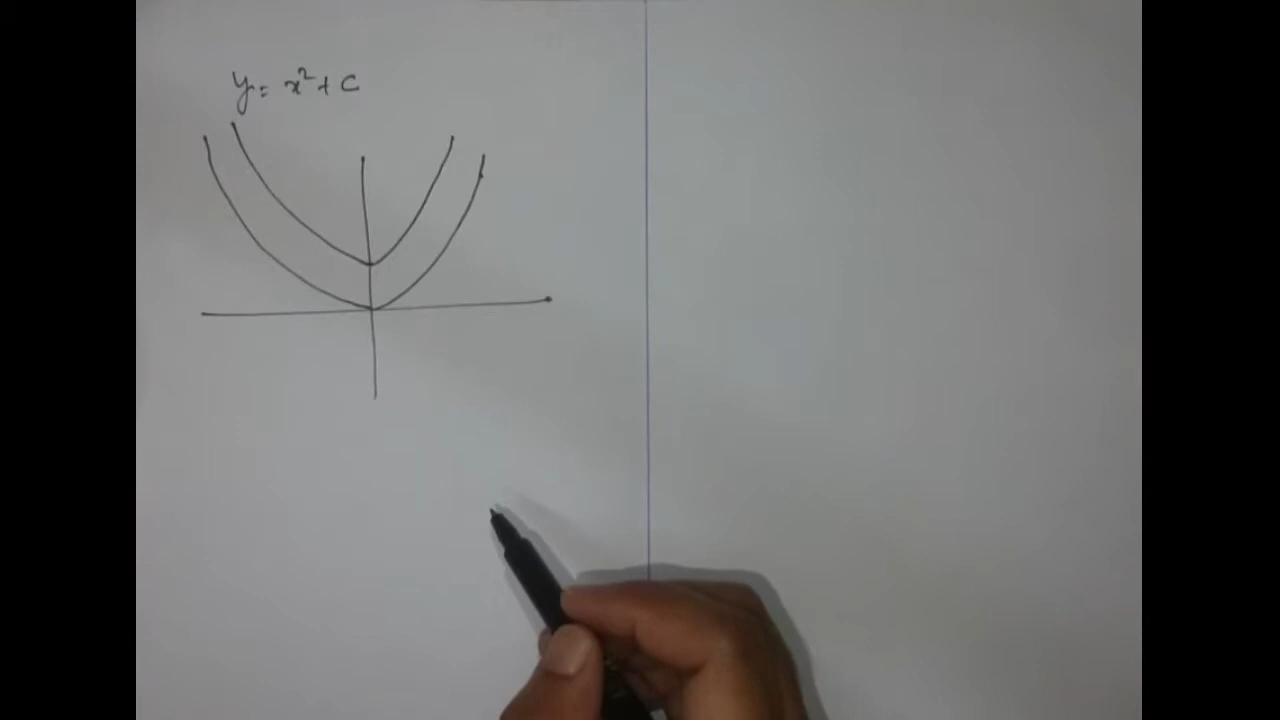 y = x² + c